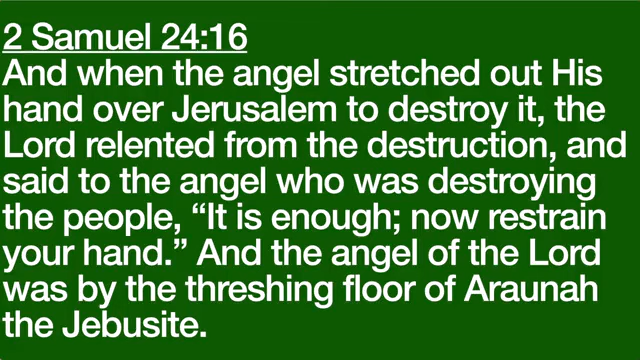 2 Samuel 24:16
And when the angel stretched out His
hand over Jerusalem to destroy it, the
Lord relented from the destruction, and
said to the angel who was destroying
the people, “It is enough; now restrain
your hand.” And the angel of the Lord
was by the threshing floor of Araunah
the Jebusite.